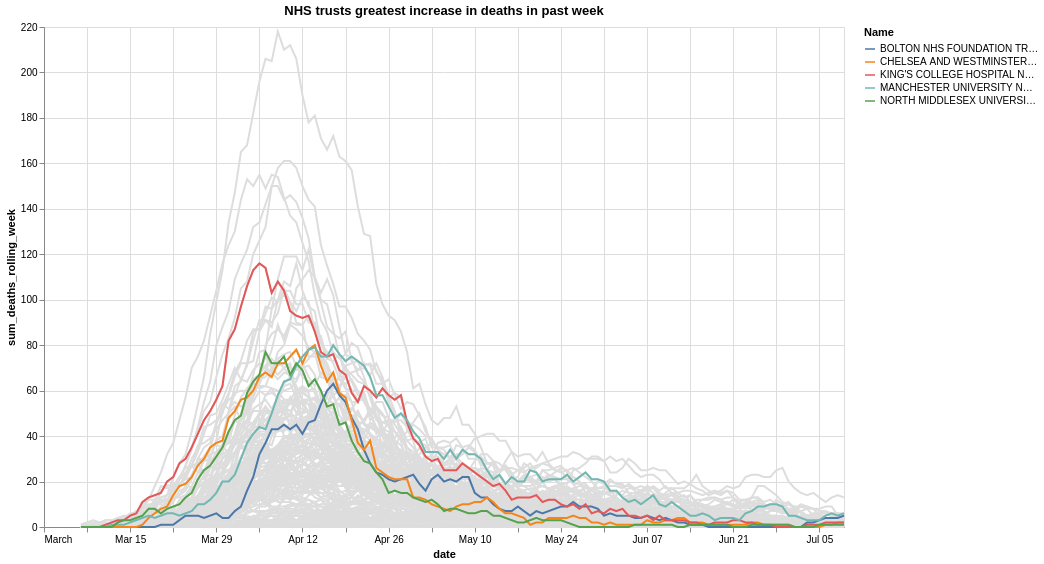 NHS trusts greatest increase in deaths in past week
Name
BOLTON NHS FOUNDATION TR…
CHELSEA AND WESTMINSTER…
KING'S COLLEGE HOSPITAL N…
MANCHESTER UNIVERSITY N…
NORTH MIDDLESEX UNIVERSI…
sum_deaths_rolling_week
220
200
180
160
140
120
100
80
60
40
20
0
March Mar 15 Mar 29 Apr 12 Apr 26 May 10 May 24 Jun 07 Jun 21 Jul 05
date